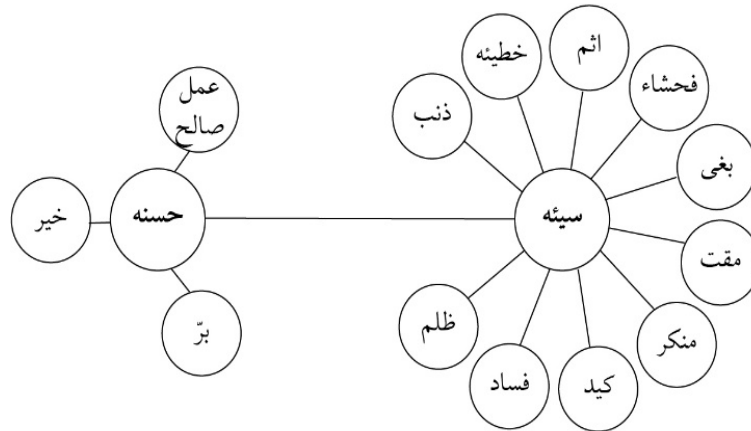 اثم
خطیئه
فحشاء
عمل
صالح
ذنب
بغی
سیئه
حسنه
خیر
مقت
ظلم
برّ
منکر
فساد
کید